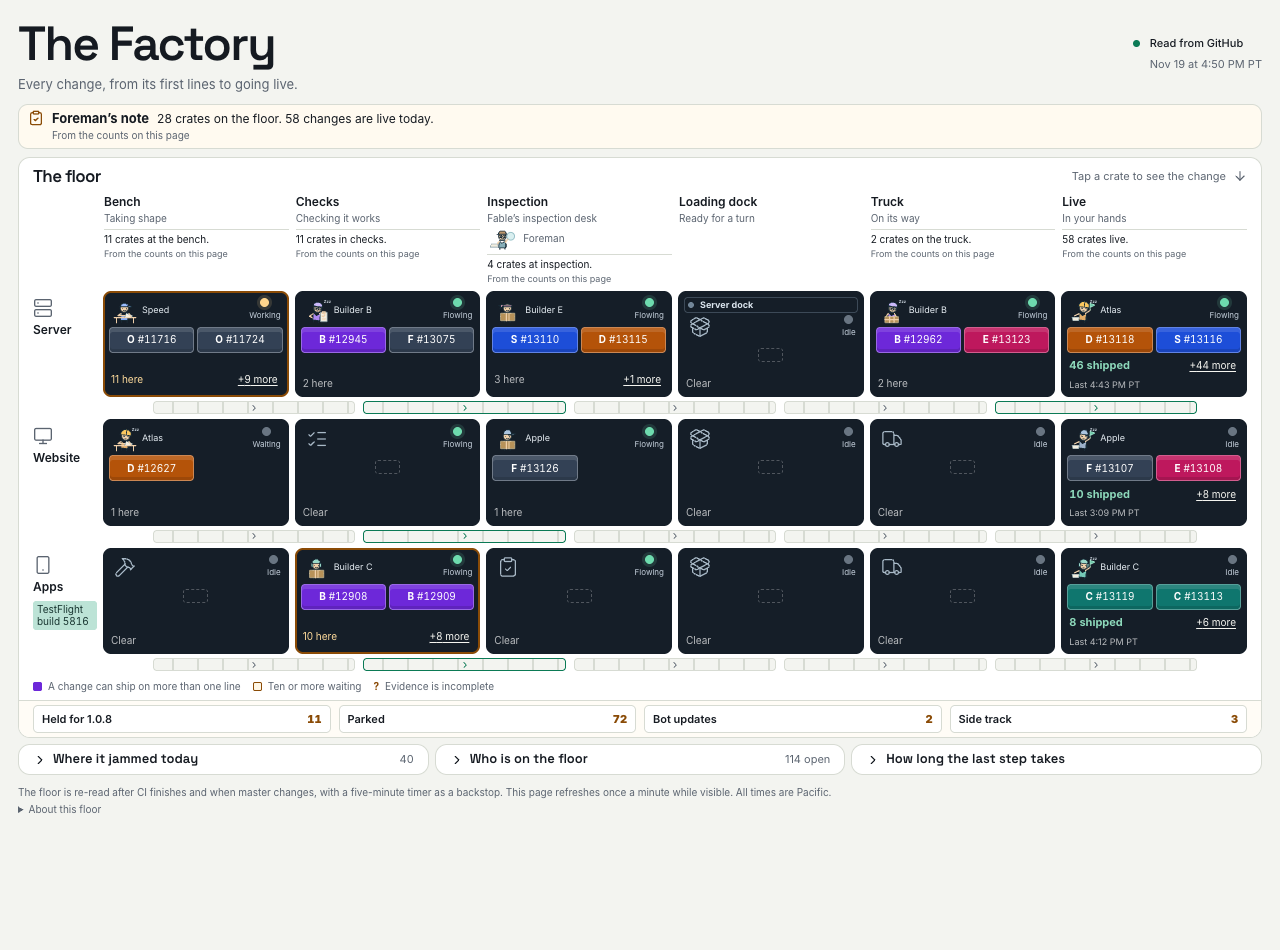 The Factory
Every change, from its first lines to going live.
Read from GitHub
Nov 19 at 4:50 PM PT
Foreman's note 28 crates on the floor. 58 changes are live today.
From the counts on this page
The floor
Tap a crate to see the change ↓
Bench
Taking shape
11 crates at the bench.
From the counts on this page
Checks
Checking it works
11 crates in checks.
From the counts on this page
Inspection
Fable's inspection desk
Foreman
4 crates at inspection.
From the counts on this page
Loading dock
Ready for a turn
Truck
On its way
2 crates on the truck.
From the counts on this page
Live
In your hands
58 crates live.
From the counts on this page
Server
Speed
Working
O #11716
O #11724
11 here
+9 more
Builder B
Flowing
B #12945
F #13075
2 here
Builder E
Flowing
S #13110
D #13115
3 here
+1 more
Server dock
Idle
Clear
Builder B
Flowing
B #12962
E #13123
2 here
Atlas
Flowing
D #13118
S #13116
46 shipped
+44 more
Last 4:43 PM PT
Website
Atlas
Waiting
D #12627
1 here
Flowing
Clear
Apple
Flowing
F #13126
1 here
Idle
Clear
Idle
Clear
Apple
Idle
F #13107
E #13108
10 shipped
+8 more
Last 3:09 PM PT
Apps
TestFlight
build 5816
Idle
Clear
Builder C
Flowing
B #12908
B #12909
10 here
+8 more
Flowing
Clear
Idle
Clear
Idle
Clear
Builder C
Idle
C #13119
C #13113
8 shipped
+6 more
Last 4:12 PM PT
A change can ship on more than one line
Ten or more waiting
? Evidence is incomplete
Held for 1.0.8 11
Parked 72
Bot updates 2
Side track 3
Where it jammed today 40
Who is on the floor 114 open
How long the last step takes
The floor is re-read after CI finishes and when master changes, with a five-minute timer as a backstop. This page refreshes once a minute while visible. All times are Pacific.
About this floor